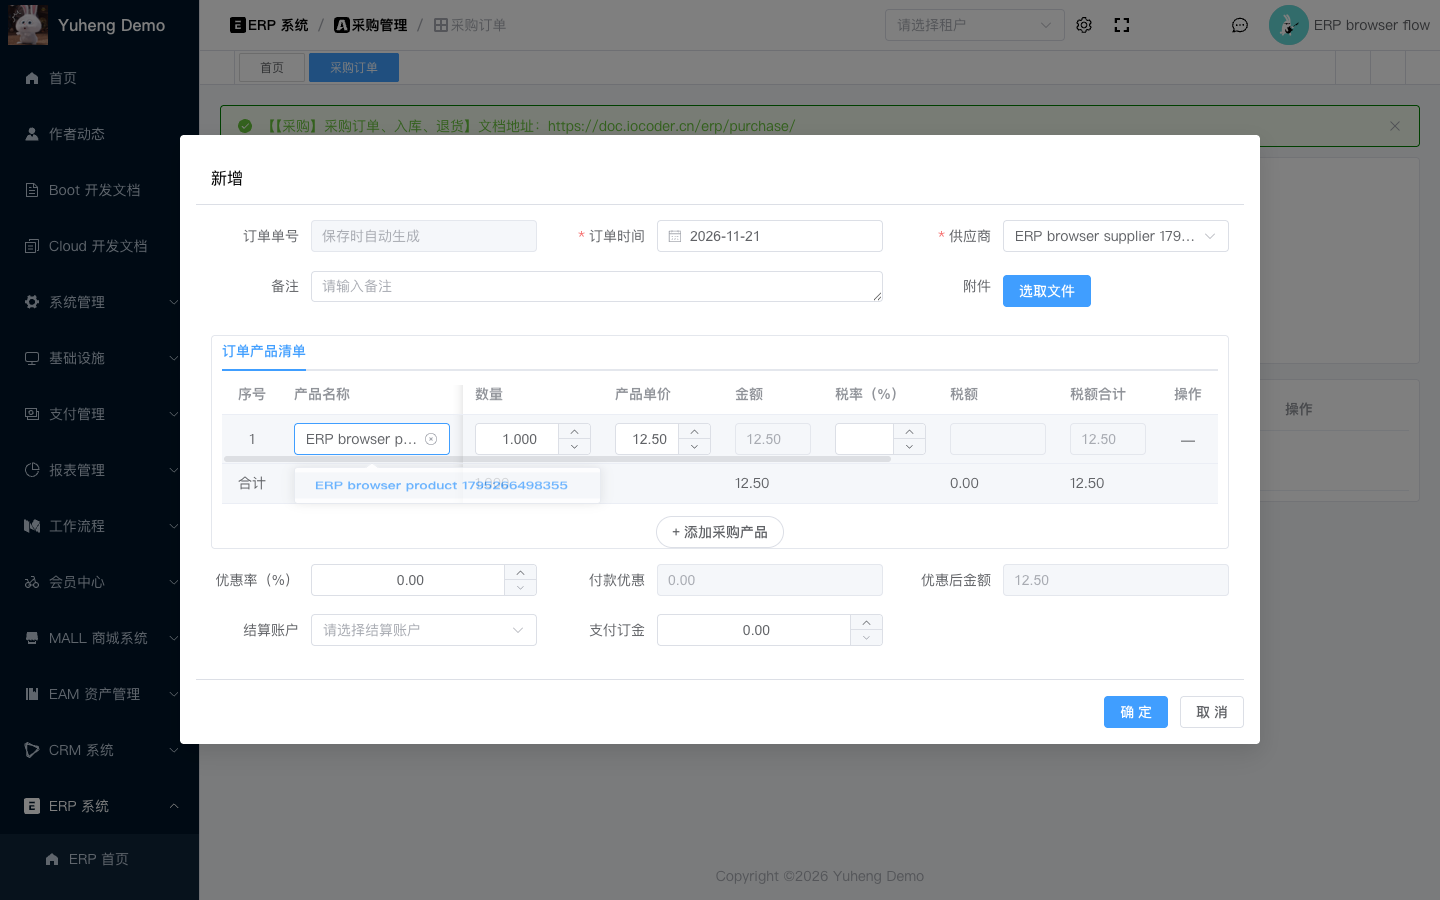 Yuheng Demo
ERP 系统 / 采购管理 / 采购订单
请选择租户
ERP browser flow
首页
采购订单
首页
作者动态
Boot 开发文档
Cloud 开发文档
系统管理
基础设施
支付管理
报表管理
工作流程
会员中心
MALL 商城系统
EAM 资产管理
CRM 系统
ERP 系统
ERP 首页
【【采购】采购订单、入库、退货】文档地址：https://doc.iocoder.cn/erp/purchase/
操作
新增
订单单号 保存时自动生成
* 订单时间 2026-11-21
* 供应商 ERP browser supplier 179...
备注 请输入备注
附件 选取文件
订单产品清单
序号 产品名称 数量 产品单价 金额 税率（%） 税额 税额合计 操作
1 ERP browser p... 1.000 12.50 12.50 12.50 —
合计 12.50 0.00 12.50
ERP browser product 1795266498355
+ 添加采购产品
优惠率（%） 0.00
付款优惠 0.00
优惠后金额 12.50
结算账户 请选择结算账户
支付订金 0.00
确 定
取 消
Copyright ©2026 Yuheng Demo